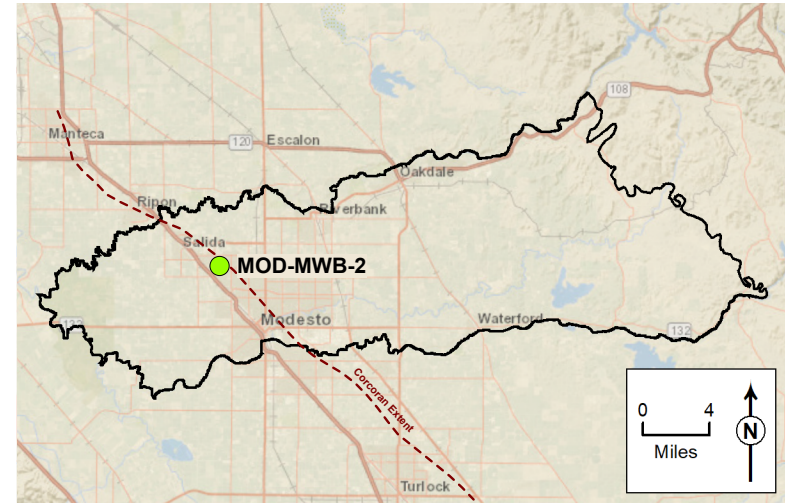 108
Manteca
120
Escalon
Oakdale
Ripon
Riverbank
Salida
MOD-MWB-2
132
Modesto
Waterford
132
Corcoran Extent
Turlock
0 4
Miles
N